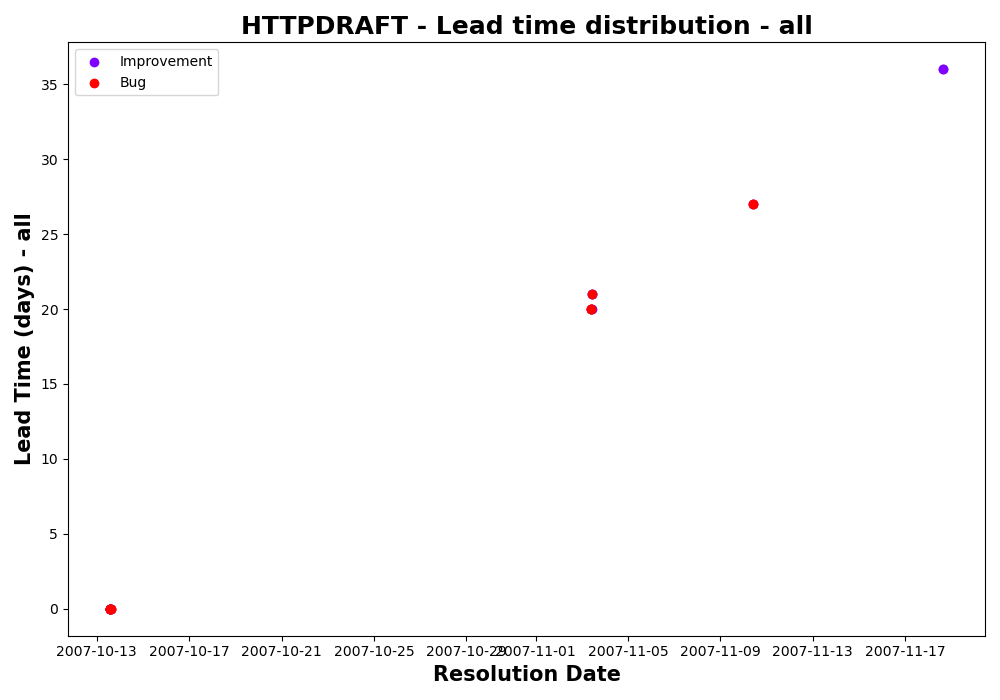 HTTPDRAFT - Lead time distribution - all
Improvement
Bug
Lead Time (days) - all
35
30
25
20
15
10
5
0
2007-10-13 2007-10-17 2007-10-21 2007-10-25 2007-10-29 2007-11-01 2007-11-05 2007-11-09 2007-11-13 2007-11-17
Resolution Date